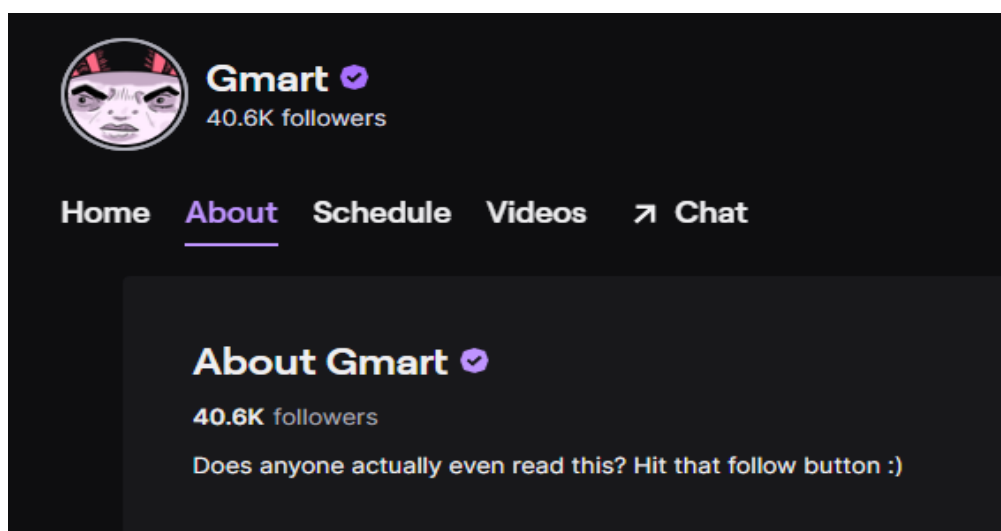 Gmart
40.6K followers
Home About Schedule Videos Chat
About Gmart
40.6K followers
Does anyone actually even read this? Hit that follow button :)